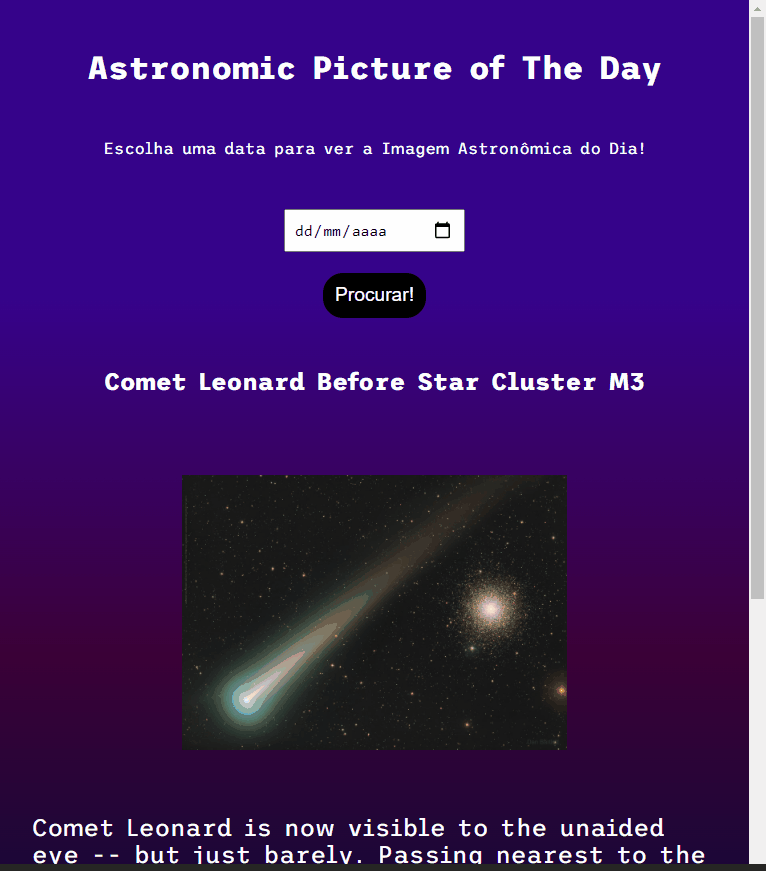 Astronomic Picture of The Day
Escolha uma data para ver a Imagem Astronômica do Dia!
dd/mm/aaaa
Procurar!
Comet Leonard Before Star Cluster M3
Comet Leonard is now visible to the unaided
eye -- but just barely. Passing nearest to the